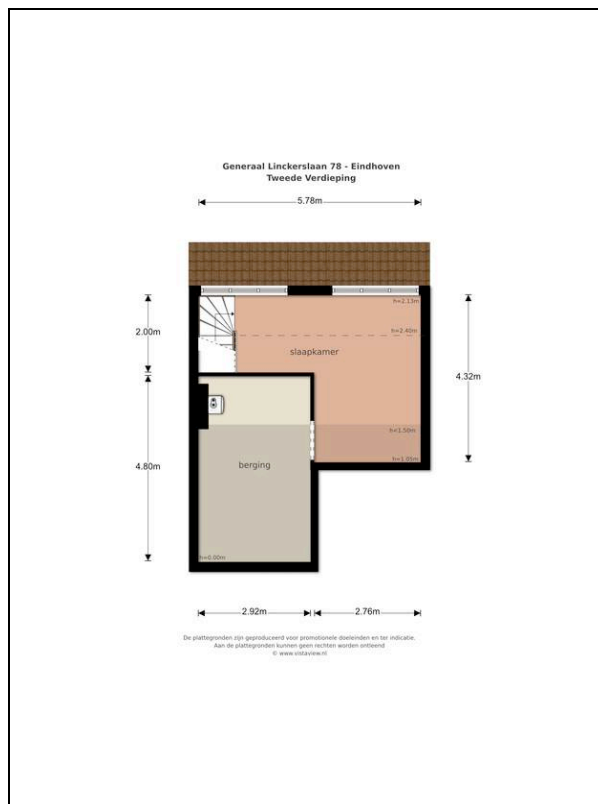 Generaal Linckerslaan 78 - Eindhoven
Tweede Verdieping
5.78m
h=2.13m
2.00m
h=2.40m
slaapkamer
4.32m
h=1.50m
h=1.05m
4.80m
berging
h=0.00m
2.92m
2.76m
De plattegronden zijn geproduceerd voor promotionele doeleinden en ter indicatie.
Aan de plattegronden kunnen geen rechten worden ontleend
© www.vistaview.nl